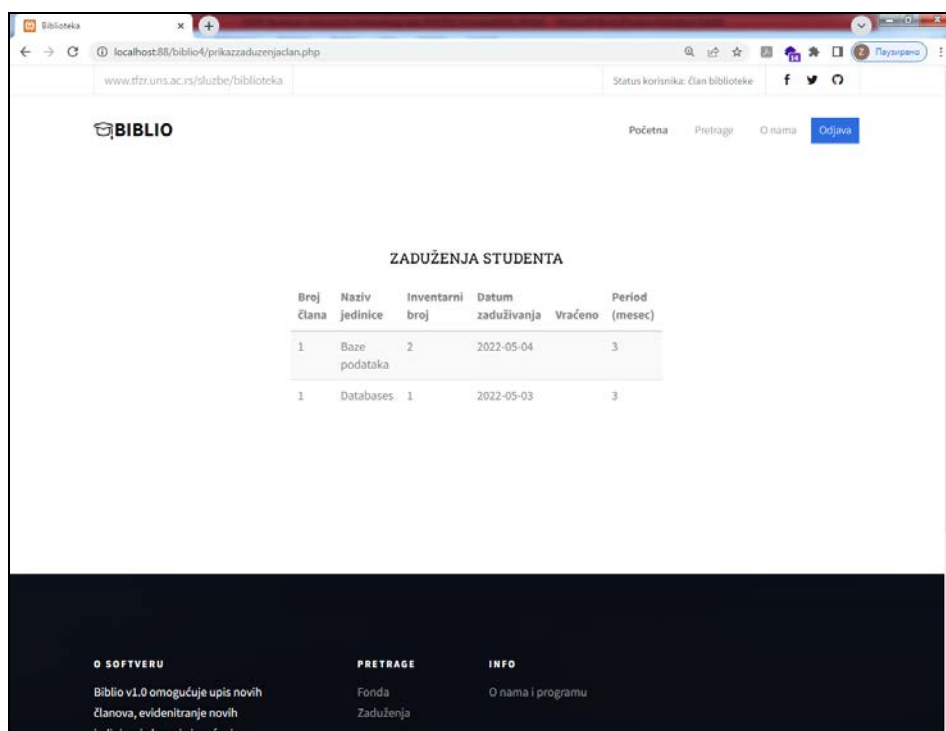 Biblioteka
localhost:88/biblio4/prikazzaduzenjaclan.php
14
Z Паузирано
www.tfzr.uns.ac.rs/sluzbe/biblioteka
Status korisnika: član biblioteke
BIBLIO
Početna Pretrage O nama Odjava
ZADUŽENJA STUDENTA
Broj Naziv Inventarni Datum Period
člana jedinice broj zaduživanja Vraćeno (mesec)
1 Baze 2 2022-05-04 3
podataka
1 Databases 1 2022-05-03 3
O SOFTVERU PRETRAGE INFO
Biblio v1.0 omogućuje upis novih Fonda O nama i programu
članova, evidenitranje novih Zaduženja